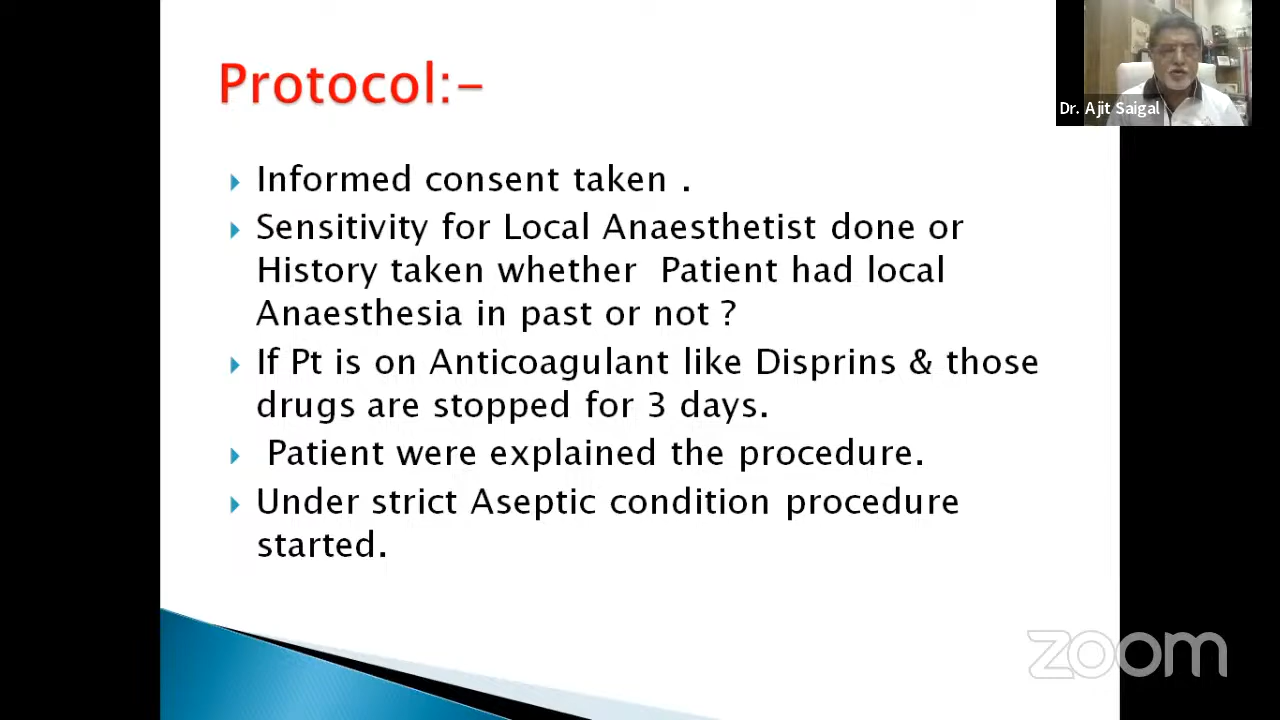 Protocol:-
Dr. Ajit Saigal
Informed consent taken .
Sensitivity for Local Anaesthetist done or
History taken whether Patient had local
Anaesthesia in past or not ?
If Pt is on Anticoagulant like Disprins & those
drugs are stopped for 3 days.
Patient were explained the procedure.
Under strict Aseptic condition procedure
started.
zoom